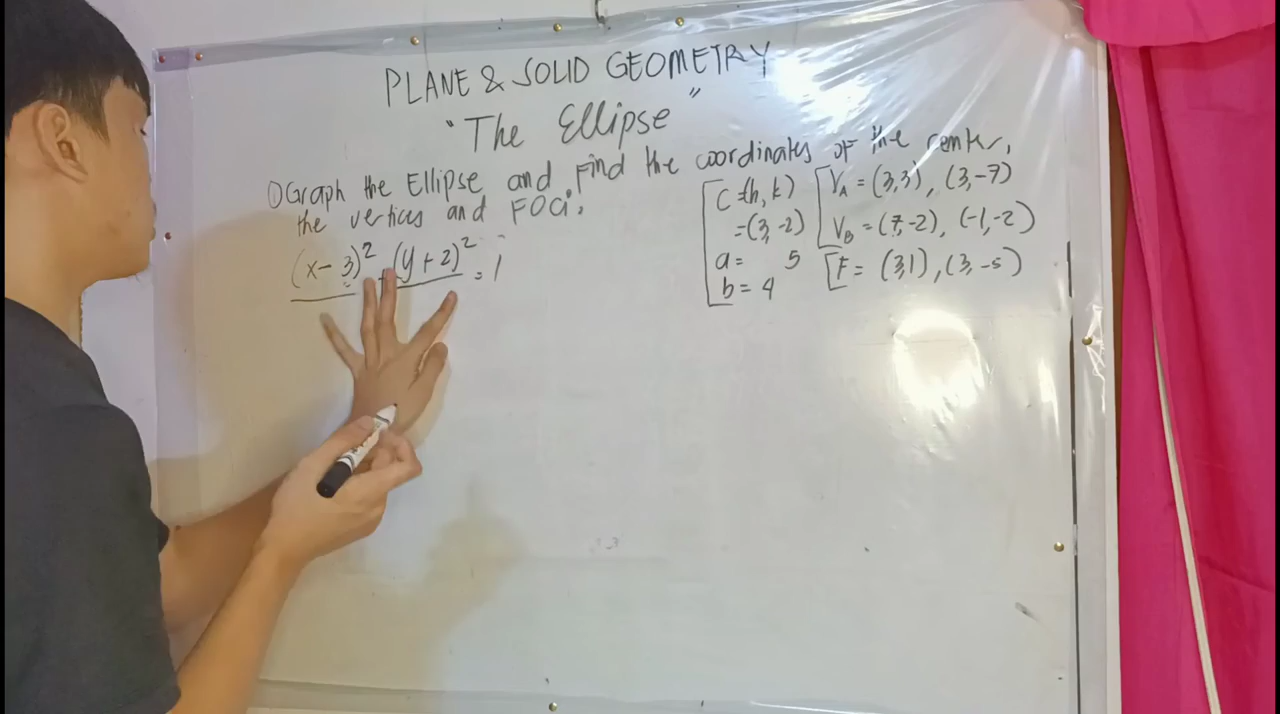 PLANE & SOLID GEOMETRY
"The Ellipse"
① Graph the Ellipse and Find the coordinates of the center,
the vertices and FOCi.
(x-3)² + (y+2)² = 1
C=(h, k)
=(3,-2)
a= 5
b= 4
VA = (3,3), (3,-7)
VB = (7,-2), (-1,-2)
F= (3,1), (3,-5)